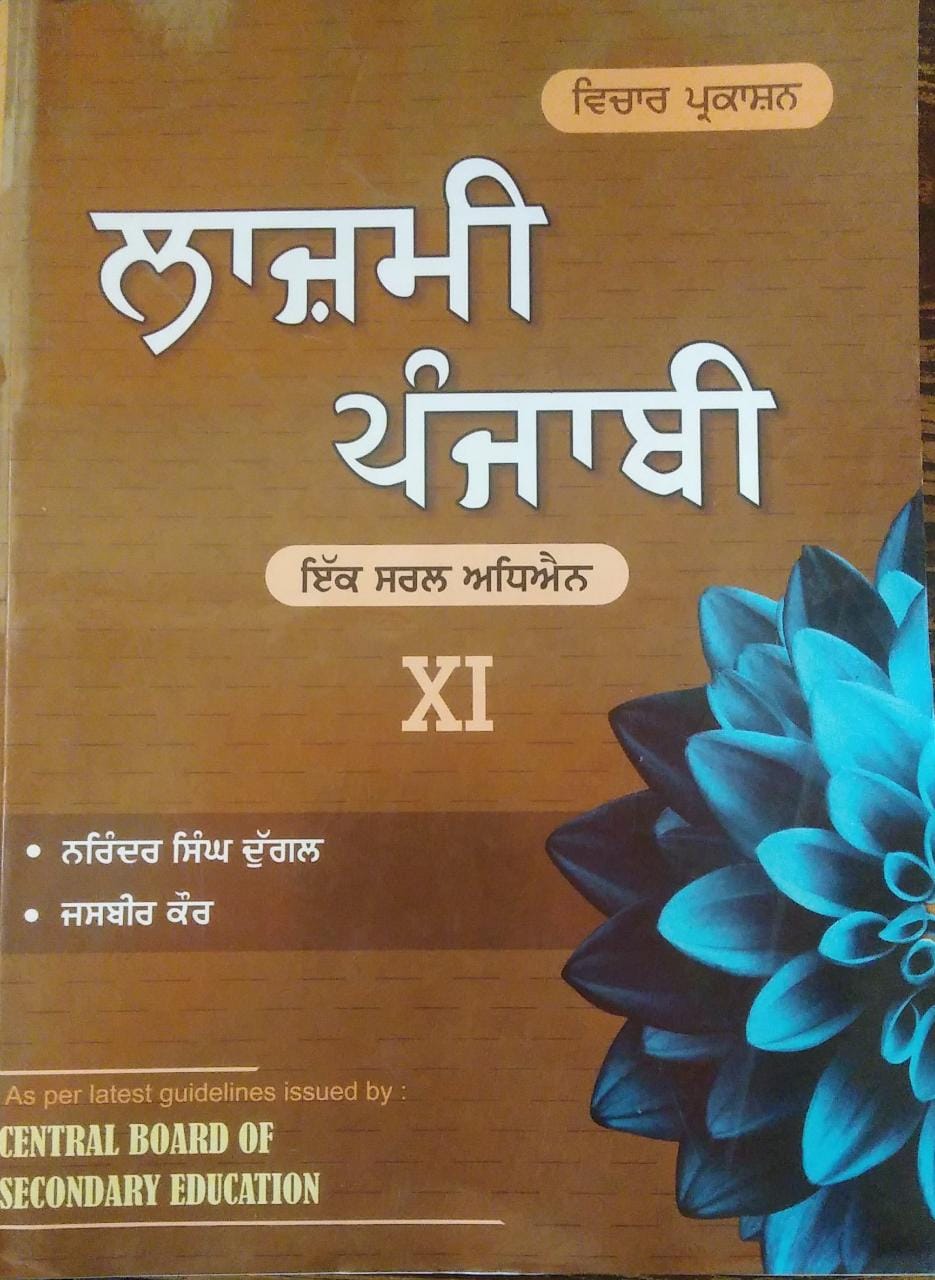 ਵਿਚਾਰ ਪ੍ਰਕਾਸ਼ਨ
ਲਾਜ਼ਮੀ
ਪੰਜਾਬੀ
ਇੱਕ ਸਰਲ ਅਧਿਐਨ
XI
• ਨਰਿੰਦਰ ਸਿੰਘ ਦੁੱਗਲ
• ਜਸਬੀਰ ਕੌਰ
As per latest guidelines issued by :
CENTRAL BOARD OF
SECONDARY EDUCATION